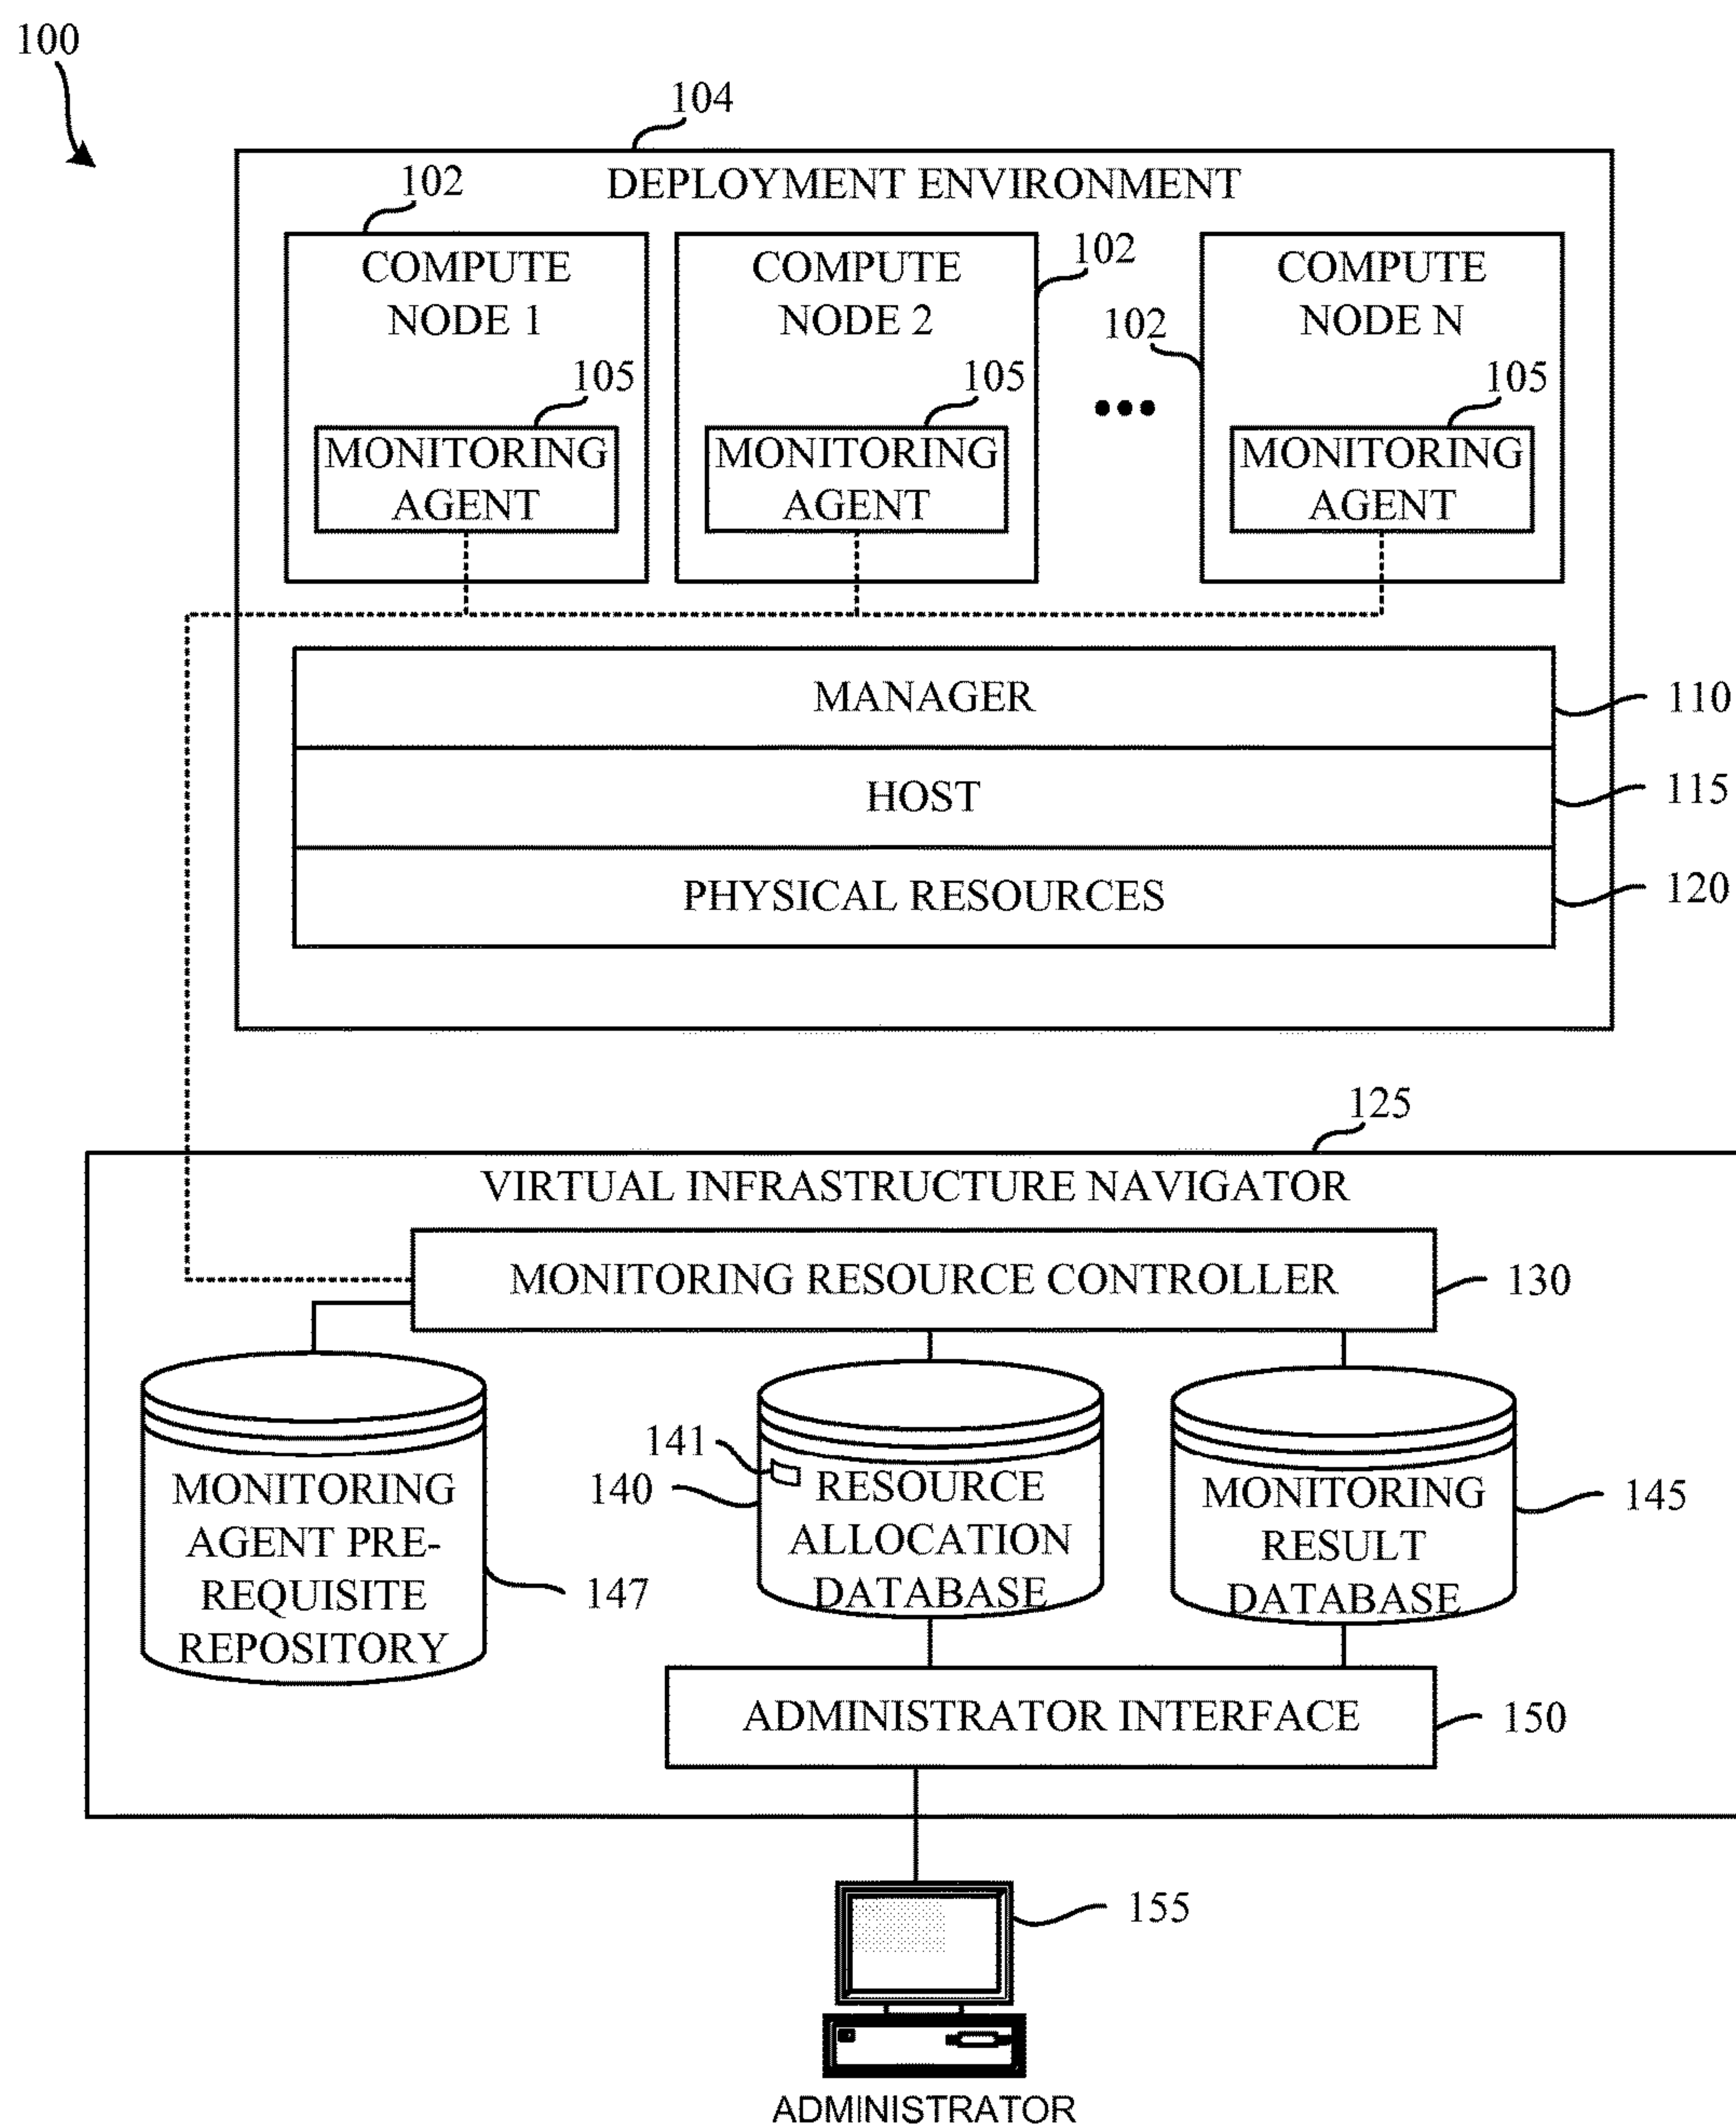 100
104
DEPLOYMENT ENVIRONMENT
102
COMPUTE
NODE 1
105
MONITORING
AGENT
COMPUTE
NODE 2
102
105
MONITORING
AGENT
102
•••
COMPUTE
NODE N
105
MONITORING
AGENT
MANAGER
110
HOST
115
PHYSICAL RESOURCES
120
125
VIRTUAL INFRASTRUCTURE NAVIGATOR
MONITORING RESOURCE CONTROLLER
130
MONITORING
AGENT PRE-
REQUISITE
REPOSITORY
147
141
140
RESOURCE
ALLOCATION
DATABASE
MONITORING
RESULT
DATABASE
145
ADMINISTRATOR INTERFACE
150
155
ADMINISTRATOR